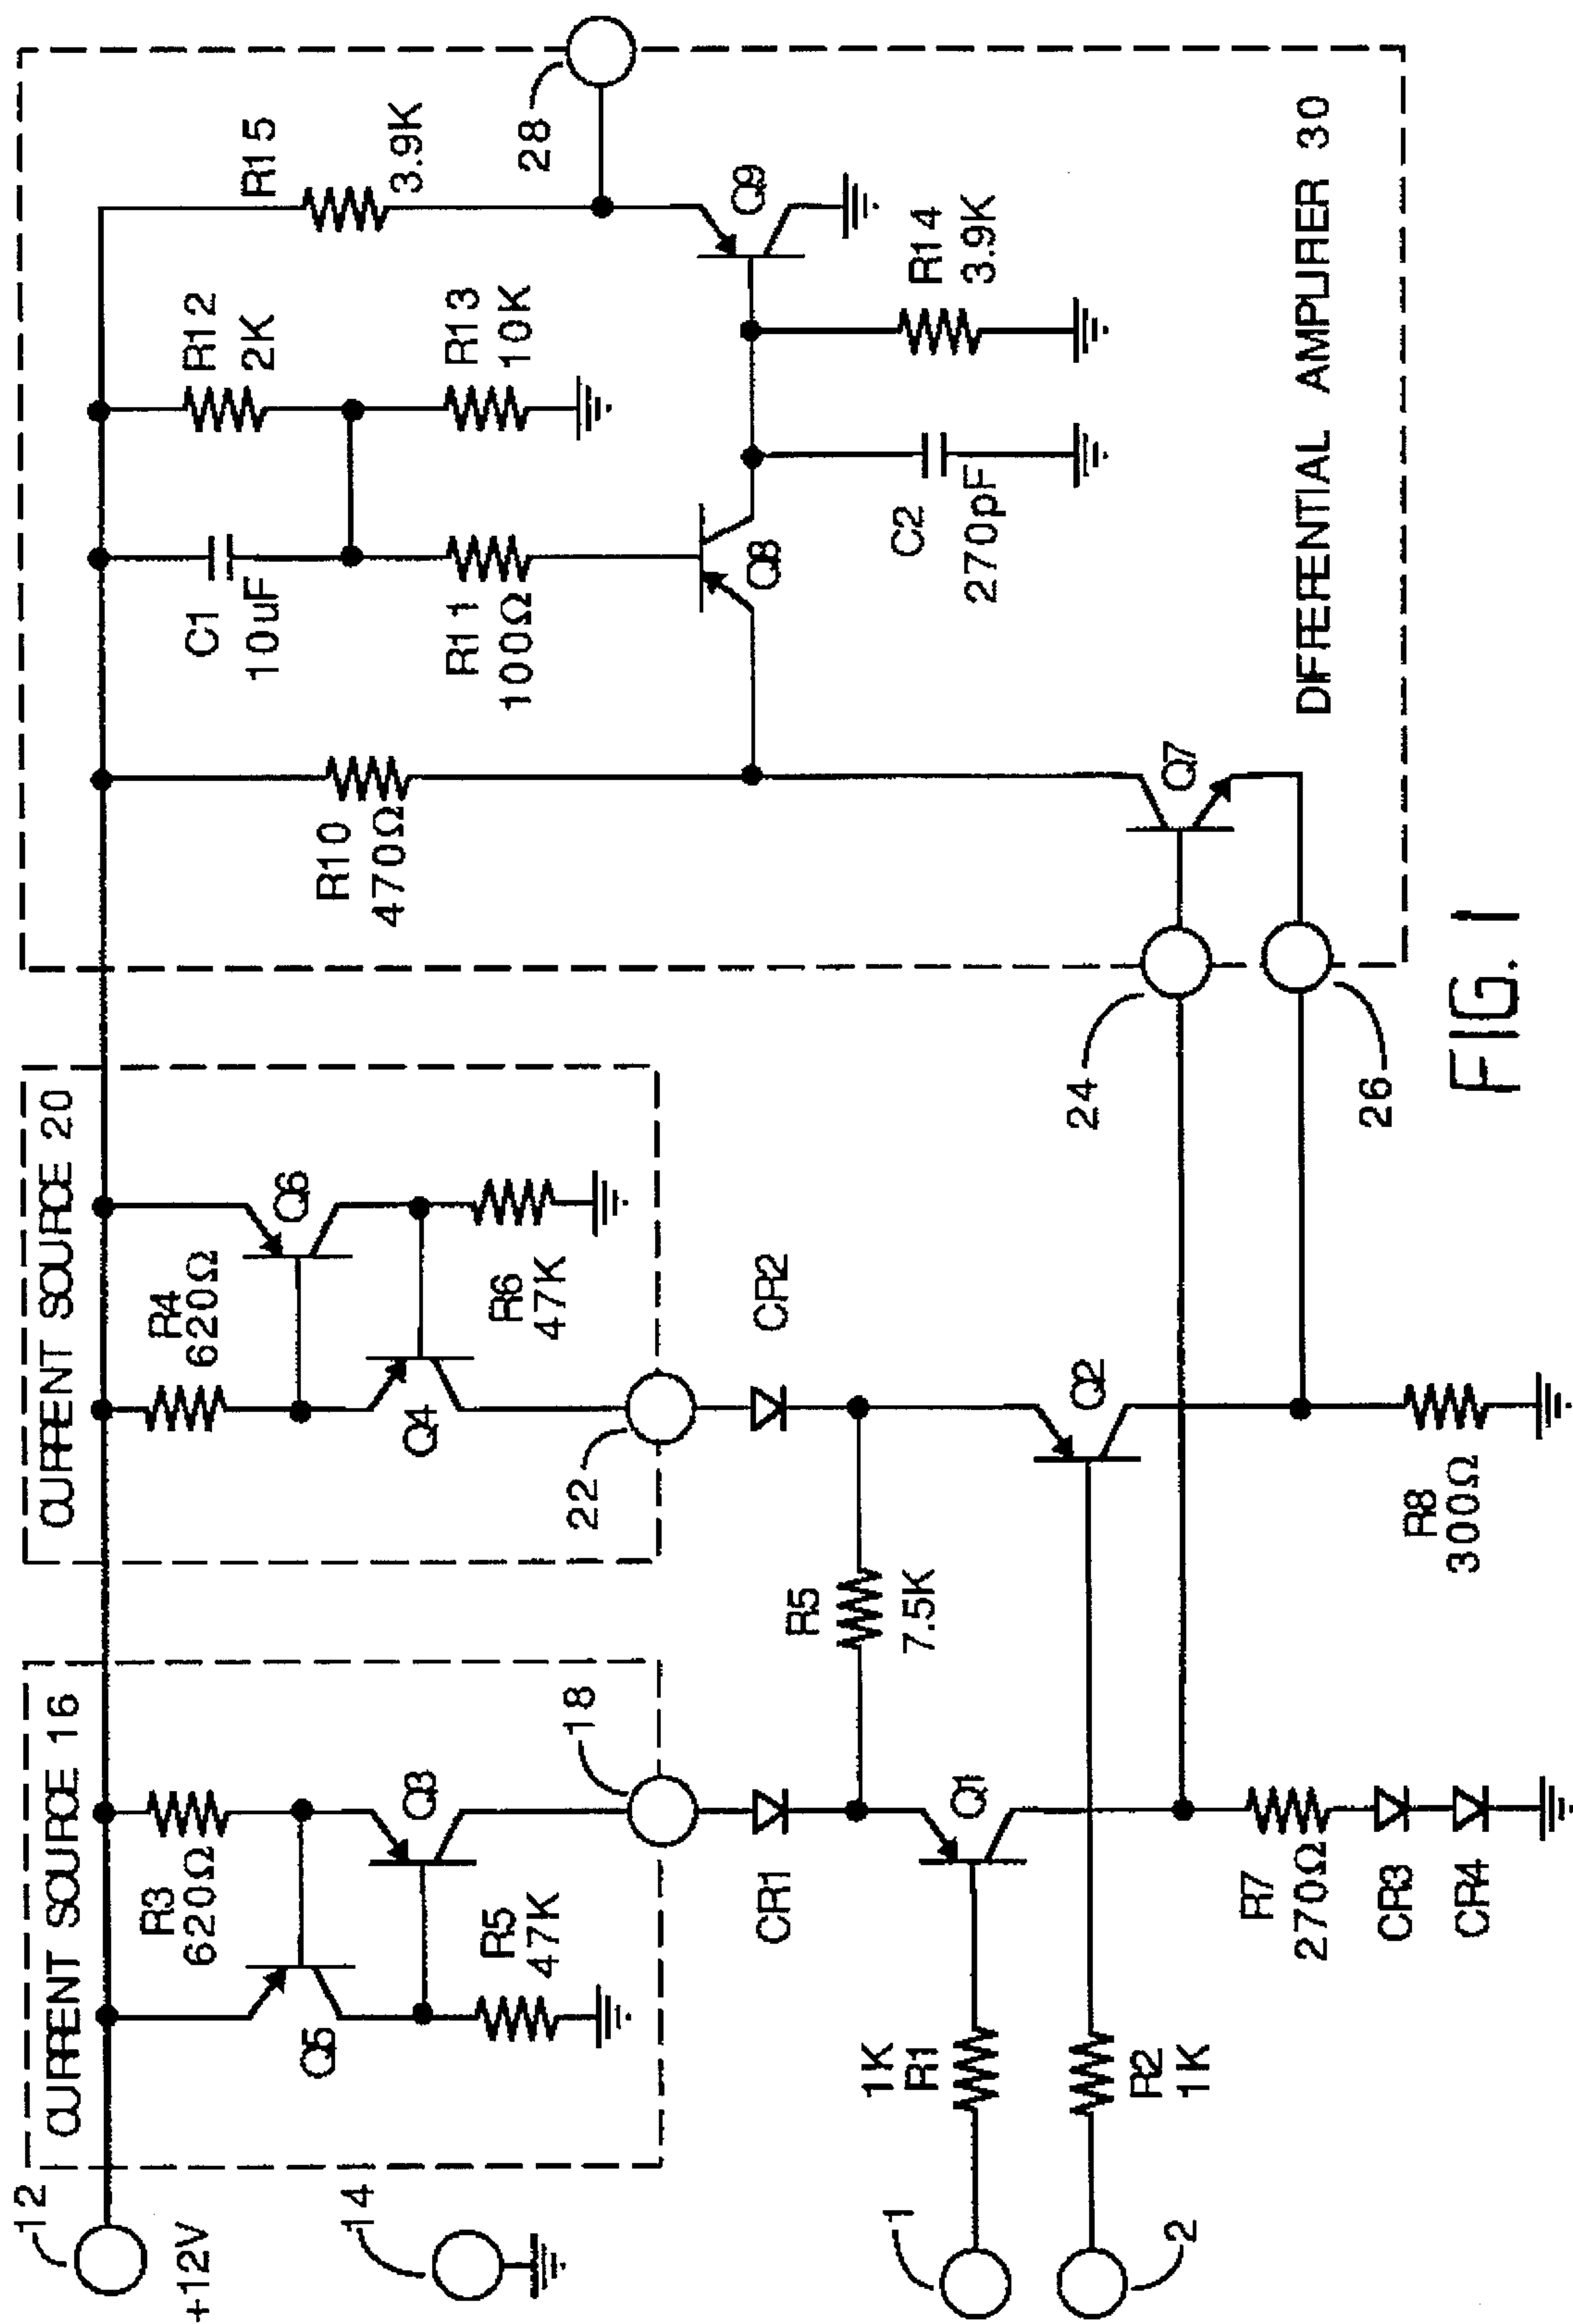 12
+12V
14
1
2
CURRENT SOURCE 16
R3
620Ω
Q5
Q3
R5
47K
18
CURRENT SOURCE 20
R4
620Ω
Q6
Q4
R6
47K
22
CR1
CR2
R5
7.5K
1K
R1
R2
1K
Q1
Q2
R7
270Ω
CR3
CR4
R8
300Ω
24
26
R10
470Ω
C1
10uF
R12
2K
R11
100Ω
R13
10K
R15
3.9K
28
Q8
Q9
C2
270pF
R14
3.9K
Q7
DIFFERENTIAL AMPLIRER 30
FIG. 1